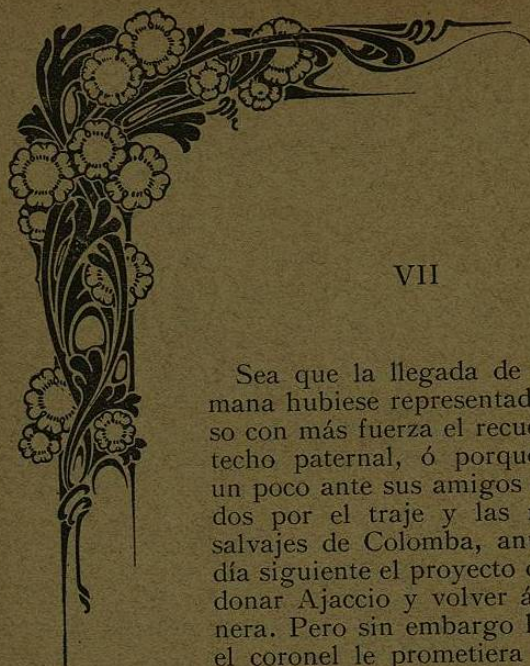 VII
Sea que la llegada de
mana hubiese representad
so con más fuerza el recue
techo paternal, ó porque
un poco ante sus amigos
dos por el traje y las
salvajes de Colomba, an
día siguiente el proyecto
donar Ajaccio y volver á
nera. Pero sin embargo
el coronel le prometiera